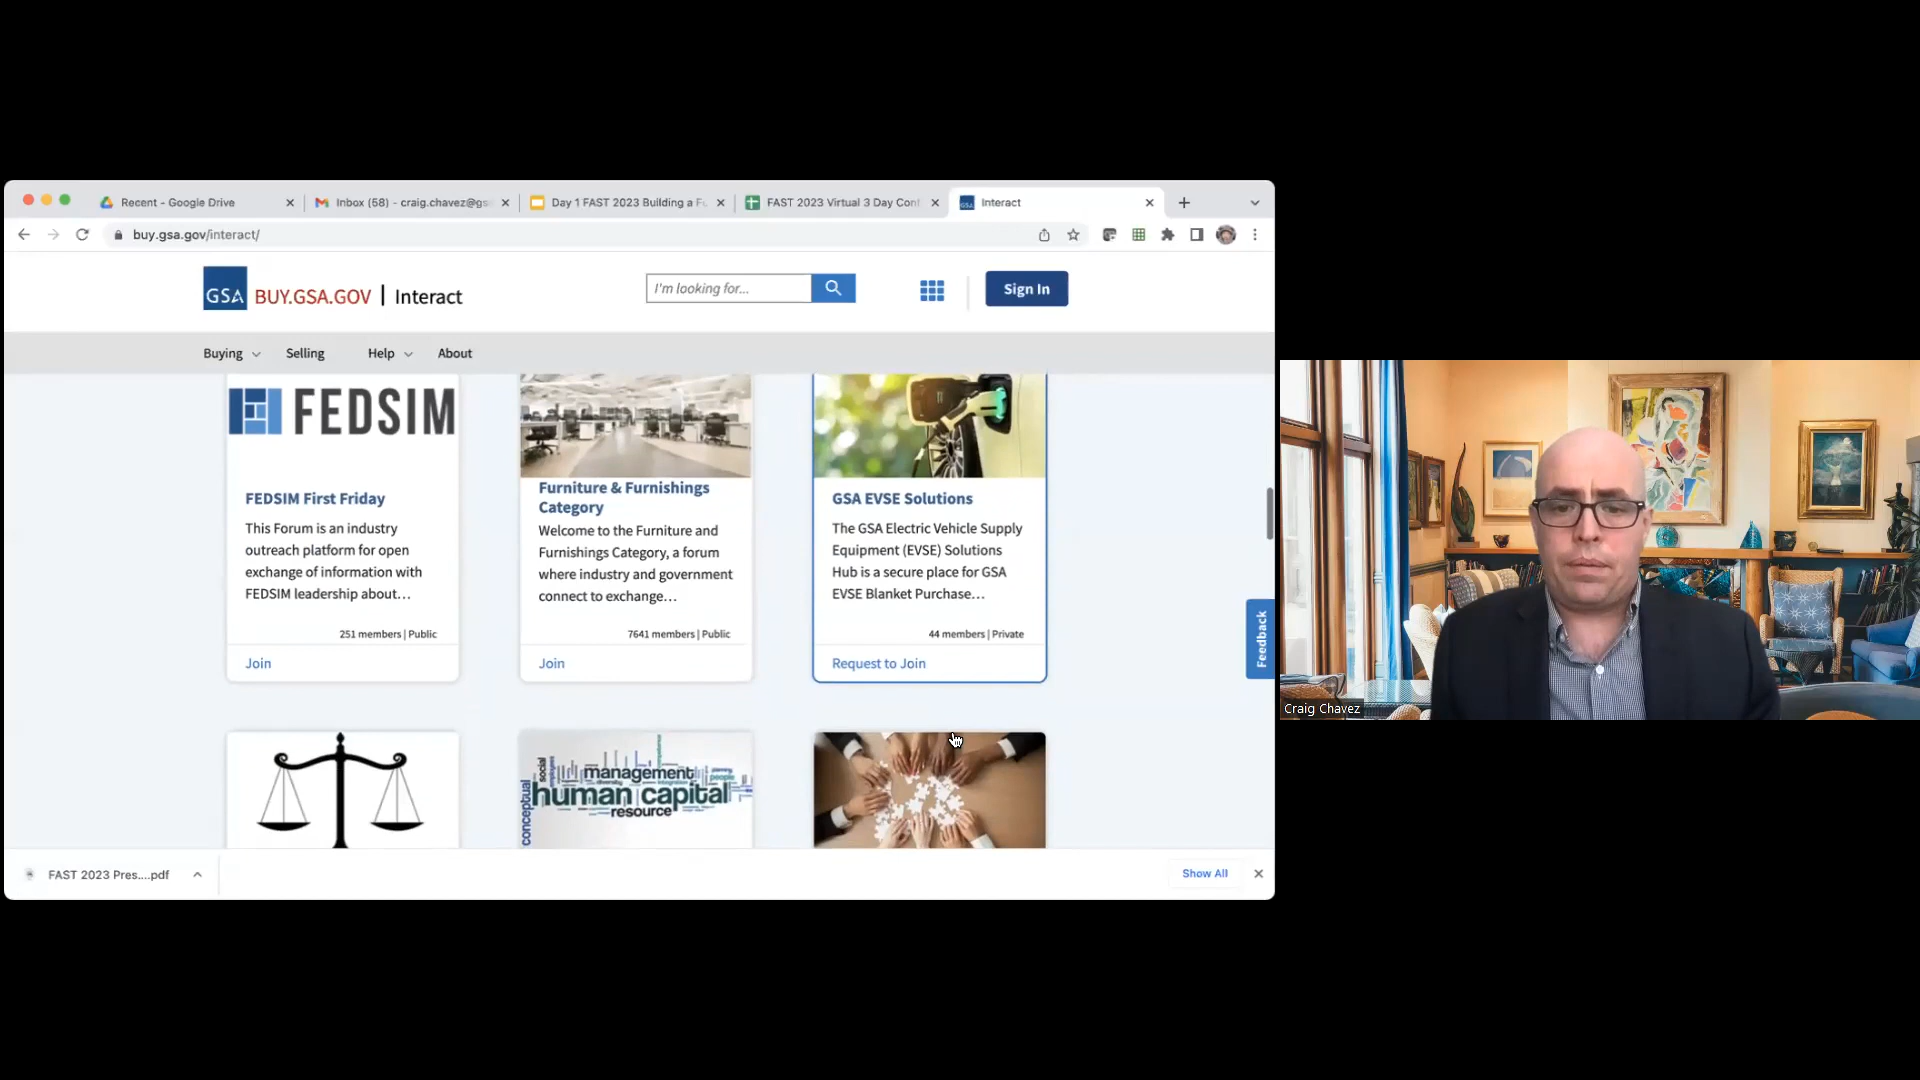 Recent - Google Drive
Inbox (58) - craig.chavez@gs
Day 1 FAST 2023 Building a Fu
FAST 2023 Virtual 3 Day Conf
Interact
buy.gsa.gov/interact/
GSA BUY.GSA.GOV | Interact
I'm looking for...
Sign In
Buying
Selling
Help
About
FEDSIM
FEDSIM First Friday
This Forum is an industry
outreach platform for open
exchange of information with
FEDSIM leadership about...
251 members | Public
Join
Furniture & Furnishings
Category
Welcome to the Furniture and
Furnishings Category, a forum
where industry and government
connect to exchange...
7641 members | Public
Join
GSA EVSE Solutions
The GSA Electric Vehicle Supply
Equipment (EVSE) Solutions
Hub is a secure place for GSA
EVSE Blanket Purchase...
44 members | Private
Request to Join
Feedback
social
management
human capital
resource
conceptual
FAST 2023 Pres....pdf
Show All
Craig Chavez